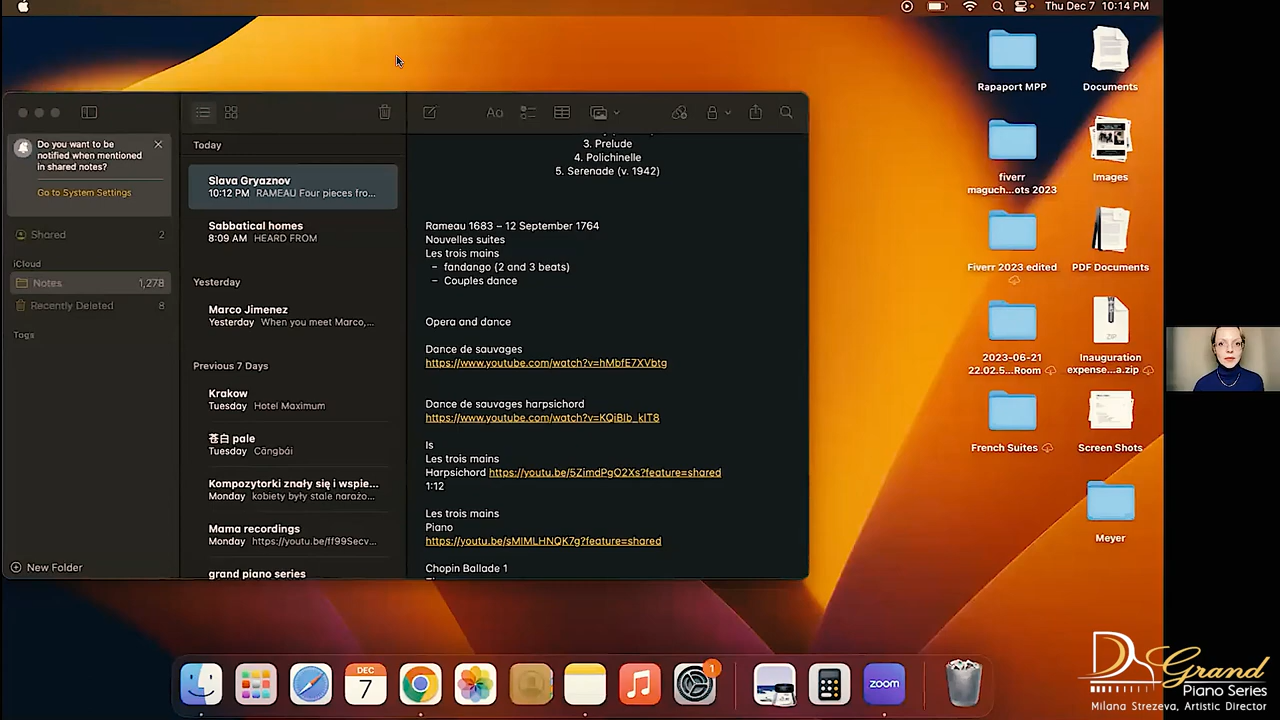 Thu Dec 7 10:14 PM
Do you want to be
notified when mentioned
in shared notes?
Go to System Settings
Shared 2
iCloud
Notes 1,278
Recently Deleted 8
Tags
New Folder
Today
Slava Gryaznov
10:12 PM RAMEAU Four pieces fro...
Sabbatical homes
8:09 AM HEARD FROM
Yesterday
Marco Jimenez
Yesterday When you meet Marco,...
Previous 7 Days
Krakow
Tuesday Hotel Maximum
苍白 pale
Tuesday Cāngbái
Kompozytorki znały się i wspie...
Monday kobiety były stale narażo...
Mama recordings
Monday https://youtu.be/ff99Secv...
grand piano series
Aa
3. Prelude
4. Polichinelle
5. Serenade (v. 1942)
Rameau 1683 – 12 September 1764
Nouvelles suites
Les trois mains
– fandango (2 and 3 beats)
– Couples dance
Opera and dance
Dance de sauvages
https://www.youtube.com/watch?v=hMbfE7XVbtg
Dance de sauvages harpsichord
https://www.youtube.com/watch?v=KQiBIb_kIT8
Is
Les trois mains
Harpsichord https://youtu.be/5ZimdPgO2Xs?feature=shared
1:12
Les trois mains
Piano
https://youtu.be/sMIMLHNQK7g?feature=shared
Chopin Ballade 1
Rapaport MPP
Documents
fiverr
maguch...ots 2023
Images
Fiverr 2023 edited
PDF Documents
2023-06-21
22.02.5...Room
Inauguration
expense...a.zip
French Suites
Screen Shots
Meyer
DEC
7
1
zoom
Grand
Piano Series
Milana Strezeva, Artistic Director